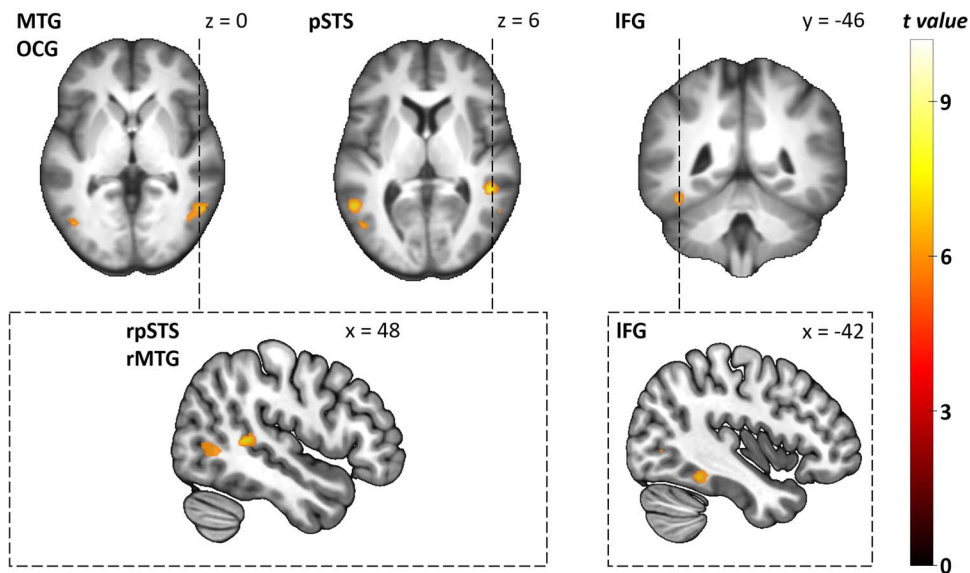 MTG
OCG
z = 0
pSTS
z = 6
lFG
y = -46
t value
9
6
3
0
rpSTS
rMTG
x = 48
lFG
x = -42